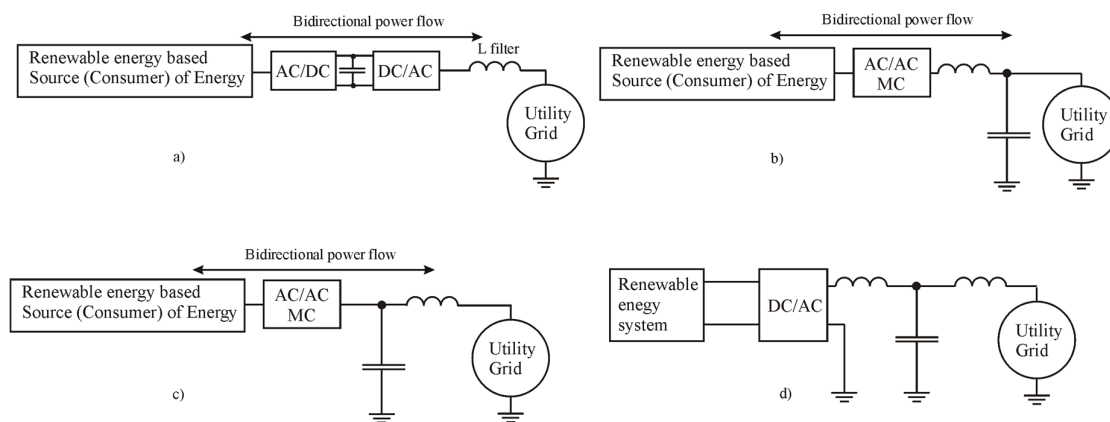 Bidirectional power flow
Renewable energy based
Source (Consumer) of Energy
AC/DC
DC/AC
L filter
Utility
Grid
a)
Bidirectional power flow
Renewable energy based
Source (Consumer) of Energy
AC/AC
MC
Utility
Grid
b)
Bidirectional power flow
Renewable energy based
Source (Consumer) of Energy
AC/AC
MC
Utility
Grid
c)
Renewable
enegy
system
DC/AC
Utility
Grid
d)